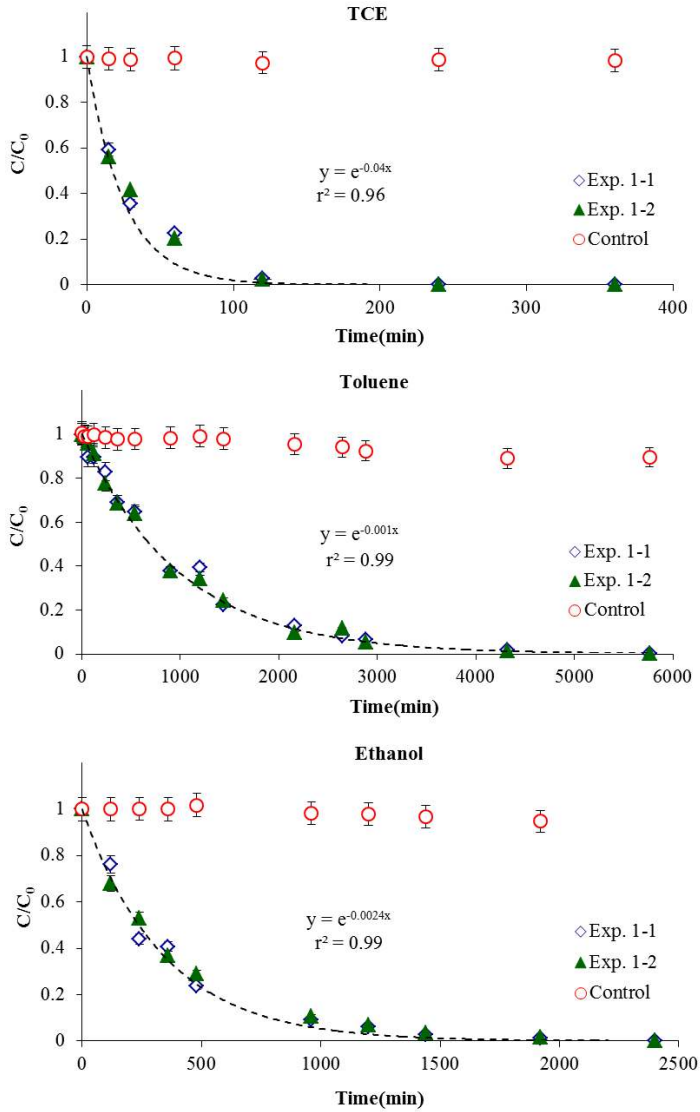 TCE
1
0.8
0.6
0.4
0.2
0
C/C₀
y = e^-0.04x
r² = 0.96
Exp. 1-1
Exp. 1-2
Control
0 100 200 300 400
Time(min)
Toluene
1
0.8
0.6
0.4
0.2
0
C/C₀
y = e^-0.001x
r² = 0.99
Exp. 1-1
Exp. 1-2
Control
0 1000 2000 3000 4000 5000 6000
Time(min)
Ethanol
1
0.8
0.6
0.4
0.2
0
C/C₀
y = e^-0.0024x
r² = 0.99
Exp. 1-1
Exp. 1-2
Control
0 500 1000 1500 2000 2500
Time(min)